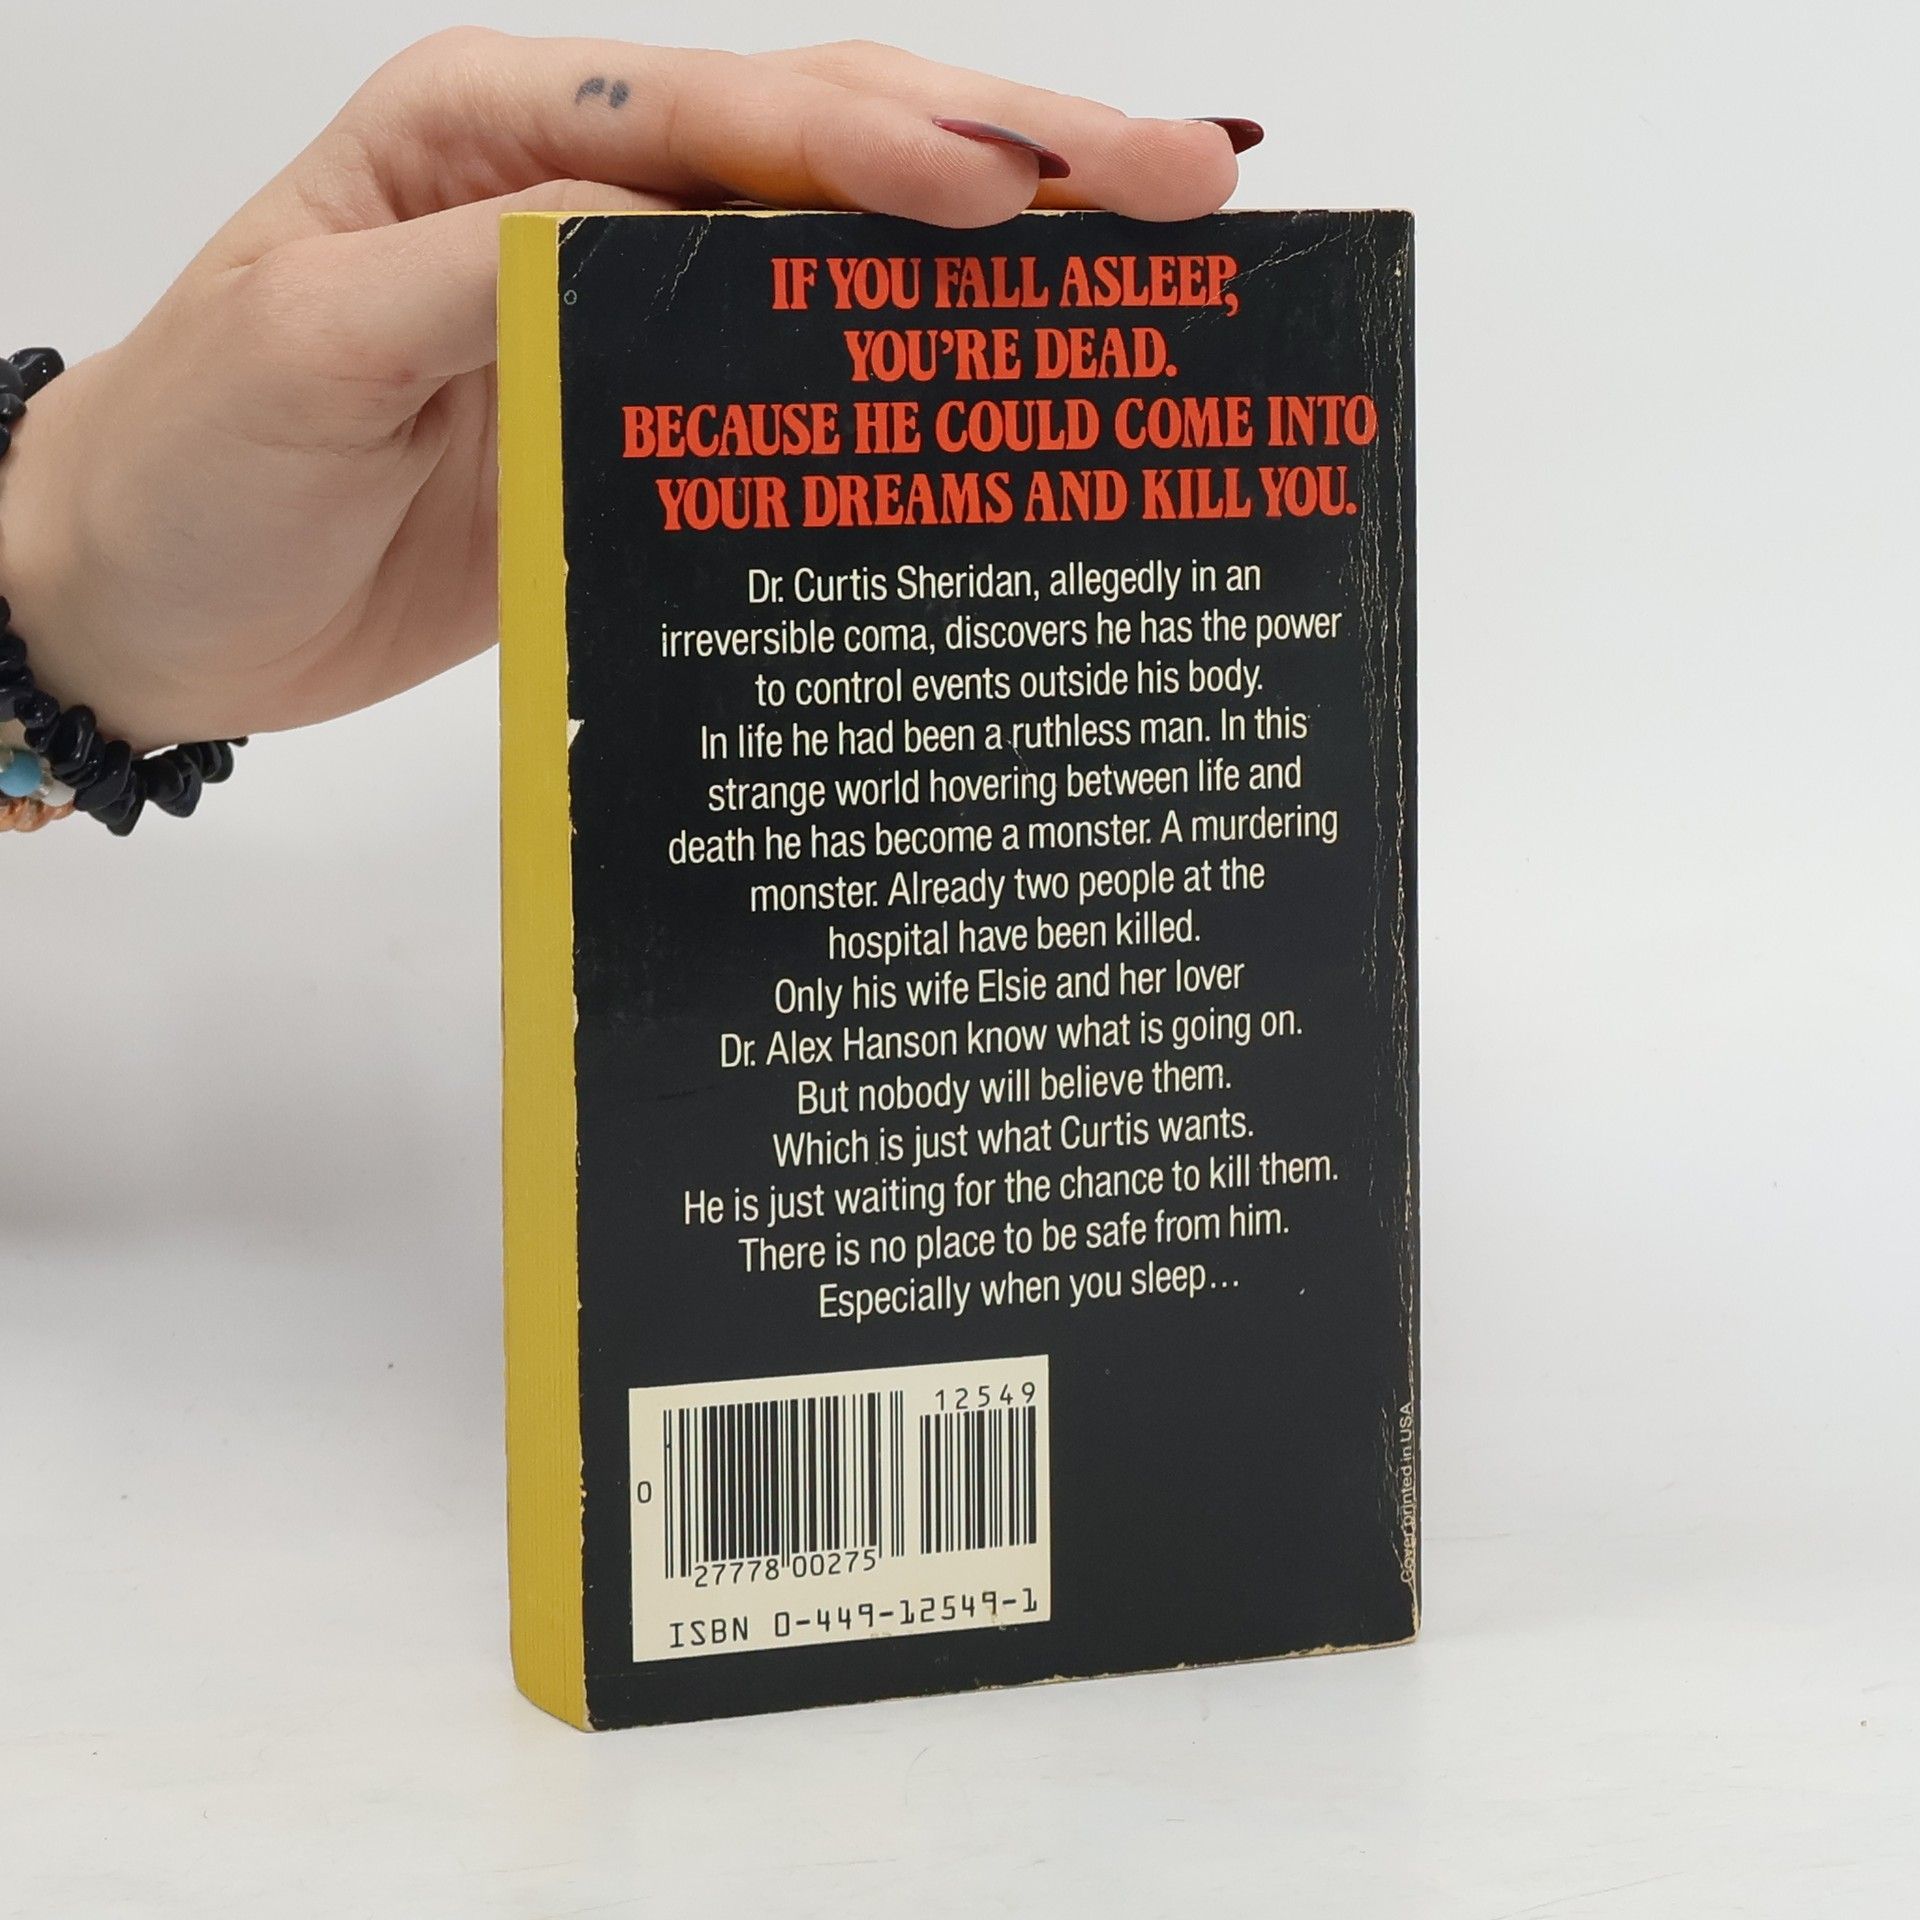 IF YOU FALL ASLEEP,
YOU'RE DEAD.
BECAUSE HE COULD COME INTO
YOUR DREAMS AND KILL YOU.
Dr. Curtis Sheridan, allegedly in an
irreversible coma, discovers he has the power
to control events outside his body.
In life he had been a ruthless man. In this
strange world hovering between life and
death he has become a monster. A murdering
monster. Already two people at the
hospital have been killed.
Only his wife Elsie and her lover
Dr. Alex Hanson know what is going on.
But nobody will believe them.
Which is just what Curtis wants.
He is just waiting for the chance to kill them.
There is no place to be safe from him.
Especially when you sleep...
12549
0
27778 00275
ISBN 0-449-12549-1
Cover printed in USA